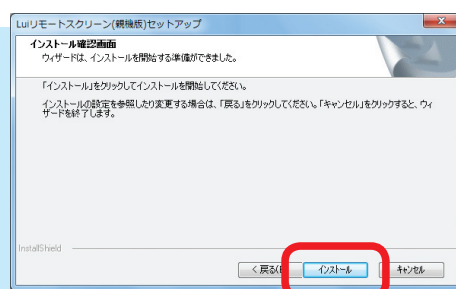 Luiリモートスクリーン(親機版)セットアップ
インストール確認画面
ウィザードは、インストールを開始する準備ができました。
「インストール」をクリックしてインストールを開始してください。
インストールの設定を参照したり変更する場合は、「戻る」をクリックしてください。「キャンセル」をクリックすると、ウィ
ザードを終了します。
InstallShield
< 戻る( インストール キャンセル